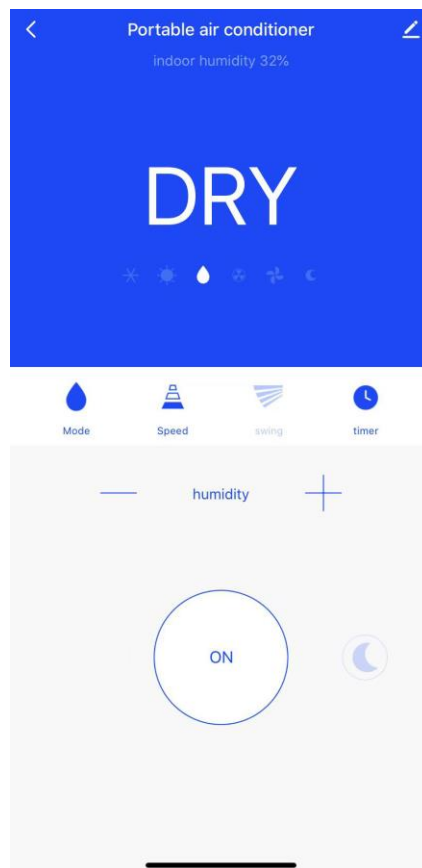 Portable air conditioner
indoor humidity 32%
DRY
Mode Speed swing timer
humidity
ON